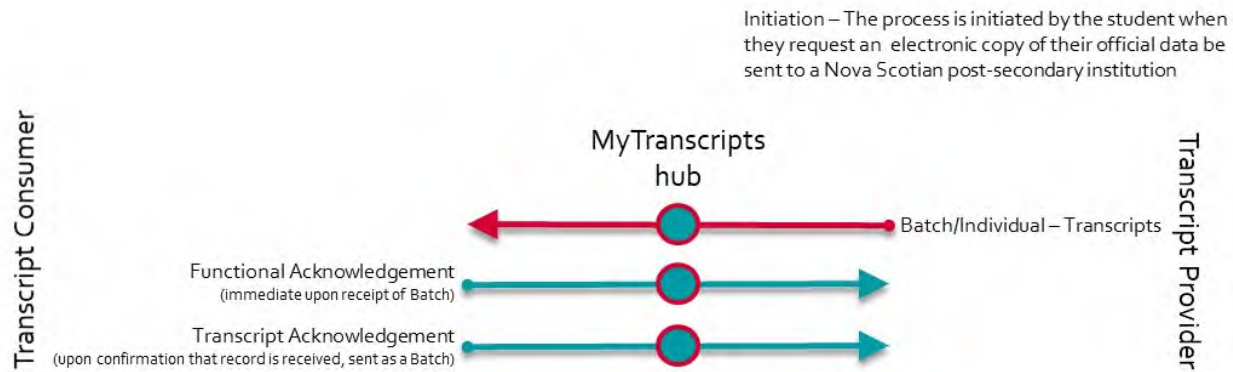 Initiation – The process is initiated by the student when
they request an electronic copy of their official data be
sent to a Nova Scotian post-secondary institution
Transcript Consumer
MyTranscripts
hub
Transcript Provider
Batch/Individual – Transcripts
Functional Acknowledgement
(immediate upon receipt of Batch)
Transcript Acknowledgement
(upon confirmation that record is received, sent as a Batch)